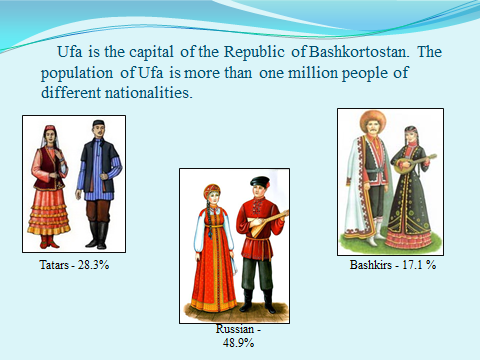 Ufa is the capital of the Republic of Bashkortostan. The
population of Ufa is more than one million people of
different nationalities.
Tatars - 28.3%
Russian -
48.9%
Bashkirs - 17.1 %